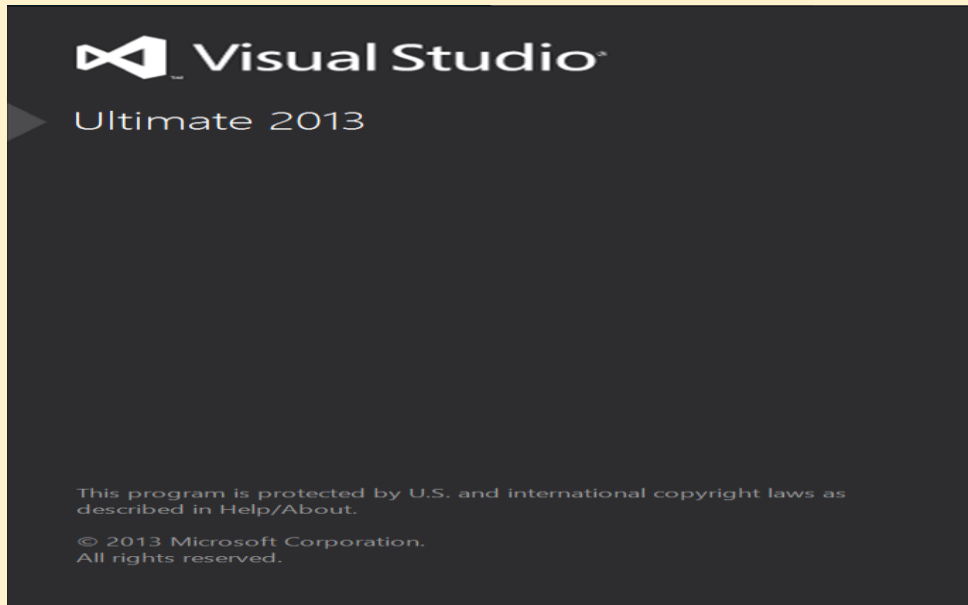 Visual Studio®
Ultimate 2013
This program is protected by U.S. and international copyright laws as
described in Help/About.
© 2013 Microsoft Corporation.
All rights reserved.